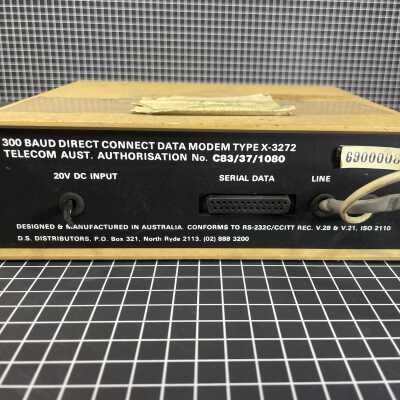 300 BAUD DIRECT CONNECT DATA MODEM TYPE X-3272
TELECOM AUST. AUTHORISATION No. C83/37/1080
6900008
20V DC INPUT
SERIAL DATA
LINE
DESIGNED & MANUFACTURED IN AUSTRALIA. CONFORMS TO RS-232C/CCITT REC. V.28 & V.21, ISO 2110
D.S. DISTRIBUTORS, P.O. Box 321, North Ryde 2113. (02) 888 3200